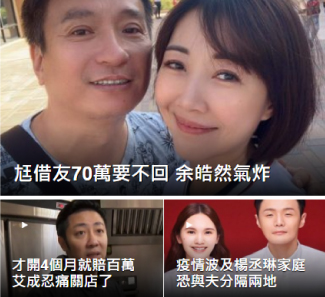 尪借友70萬要不回 余皓然氣炸
才開4個月就賠百萬
艾成忍痛關店了
疫情波及楊丞琳家庭
恐與夫分隔兩地